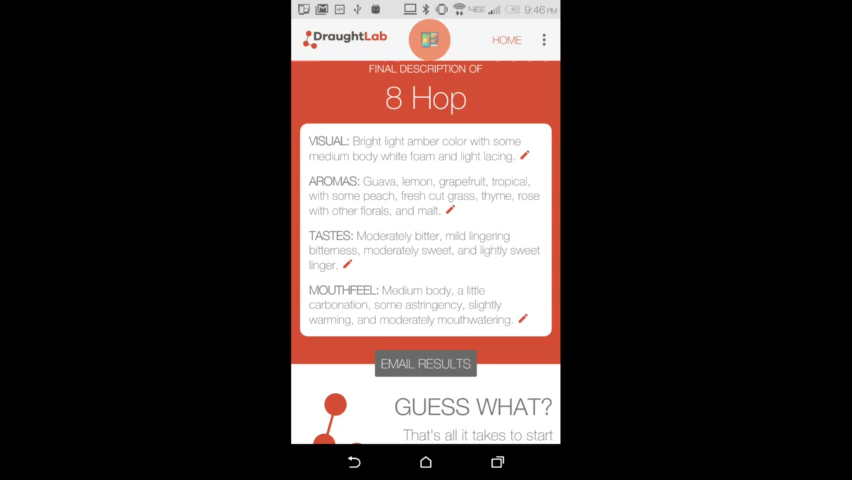 4G
9:46 PM
DraughtLab
HOME
FINAL DESCRIPTION OF
8 Hop
VISUAL: Bright light amber color with some
medium body white foam and light lacing.
AROMAS: Guava, lemon, grapefruit, tropical,
with some peach, fresh cut grass, thyme, rose
with other florals, and malt.
TASTES: Moderately bitter, mild lingering
bitterness, moderately sweet, and lightly sweet
linger.
MOUTHFEEL: Medium body, a little
carbonation, some astringency, slightly
warming, and moderately mouthwatering.
EMAIL RESULTS
GUESS WHAT?
That's all it takes to start